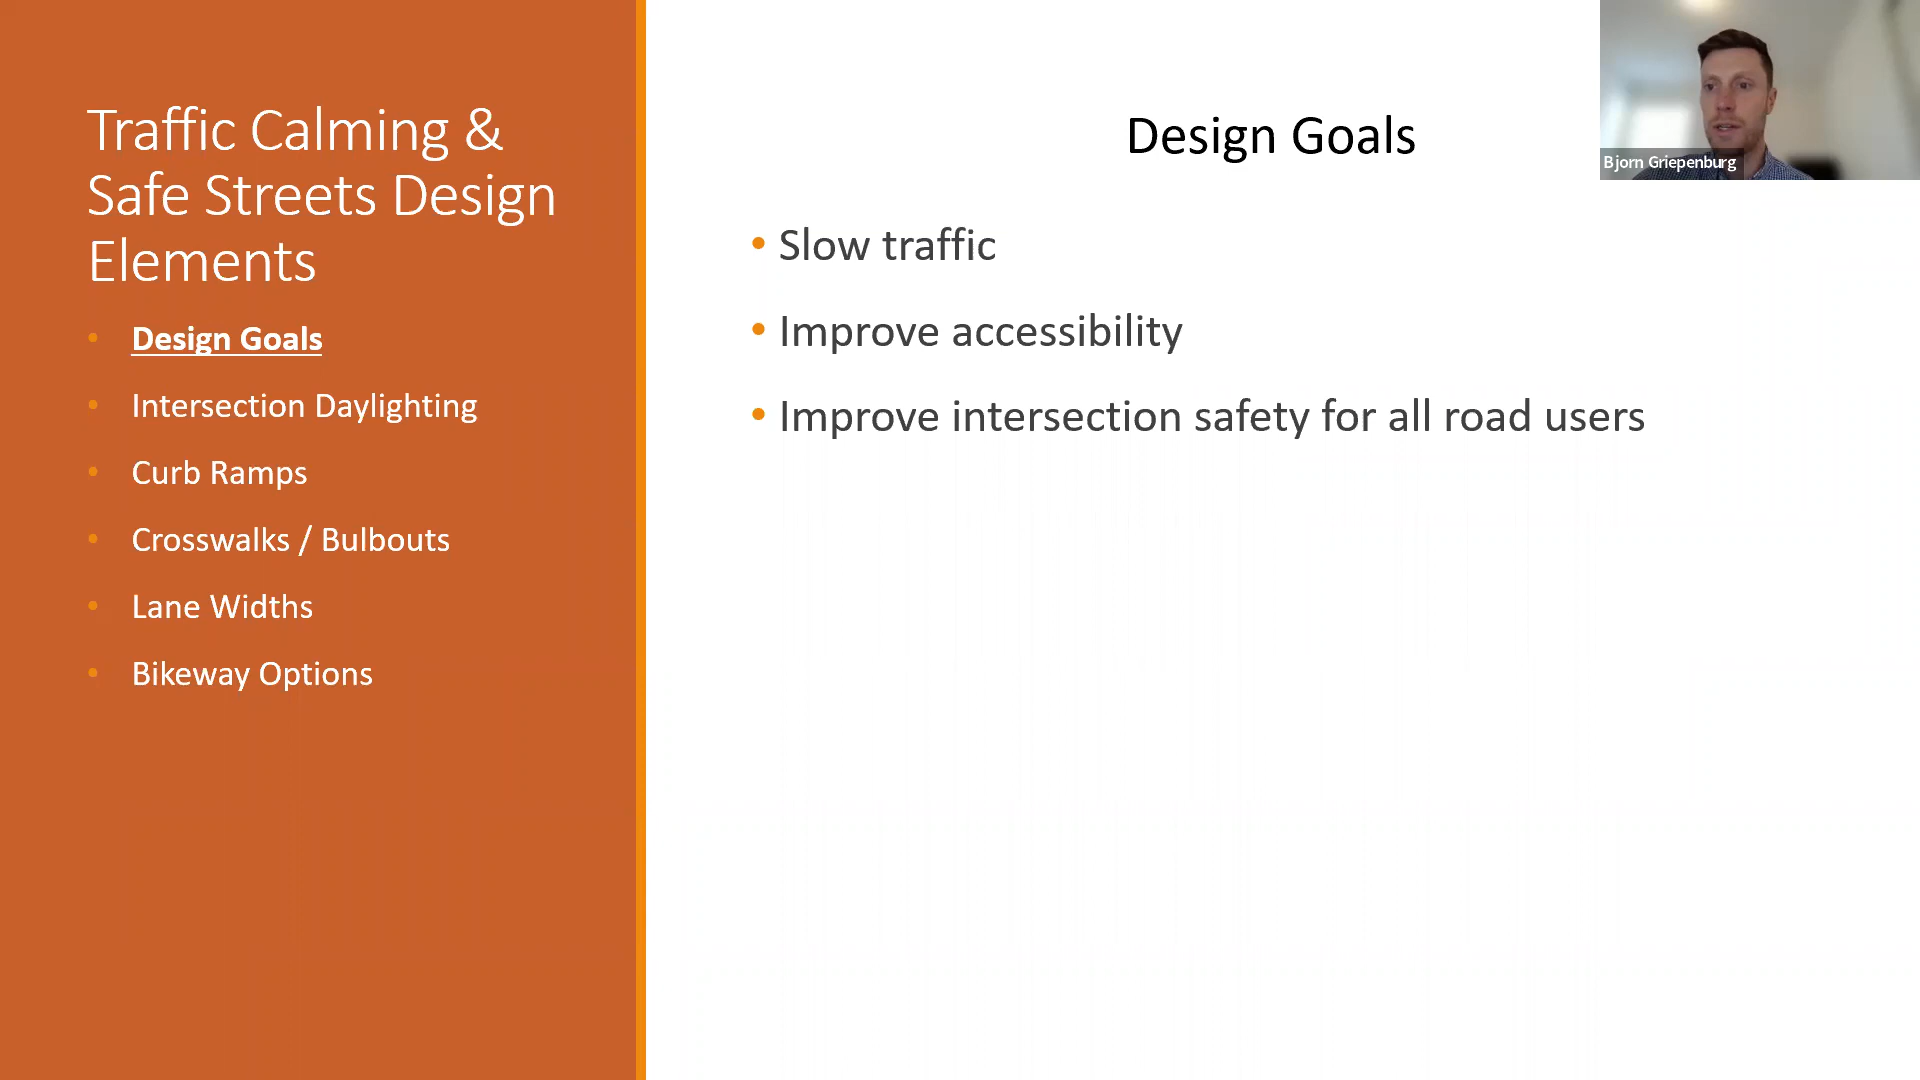 Traffic Calming &
Safe Streets Design
Elements
• Design Goals
• Intersection Daylighting
• Curb Ramps
• Crosswalks / Bulbouts
• Lane Widths
• Bikeway Options
Design Goals
• Slow traffic
• Improve accessibility
• Improve intersection safety for all road users
Bjorn Griepenburg